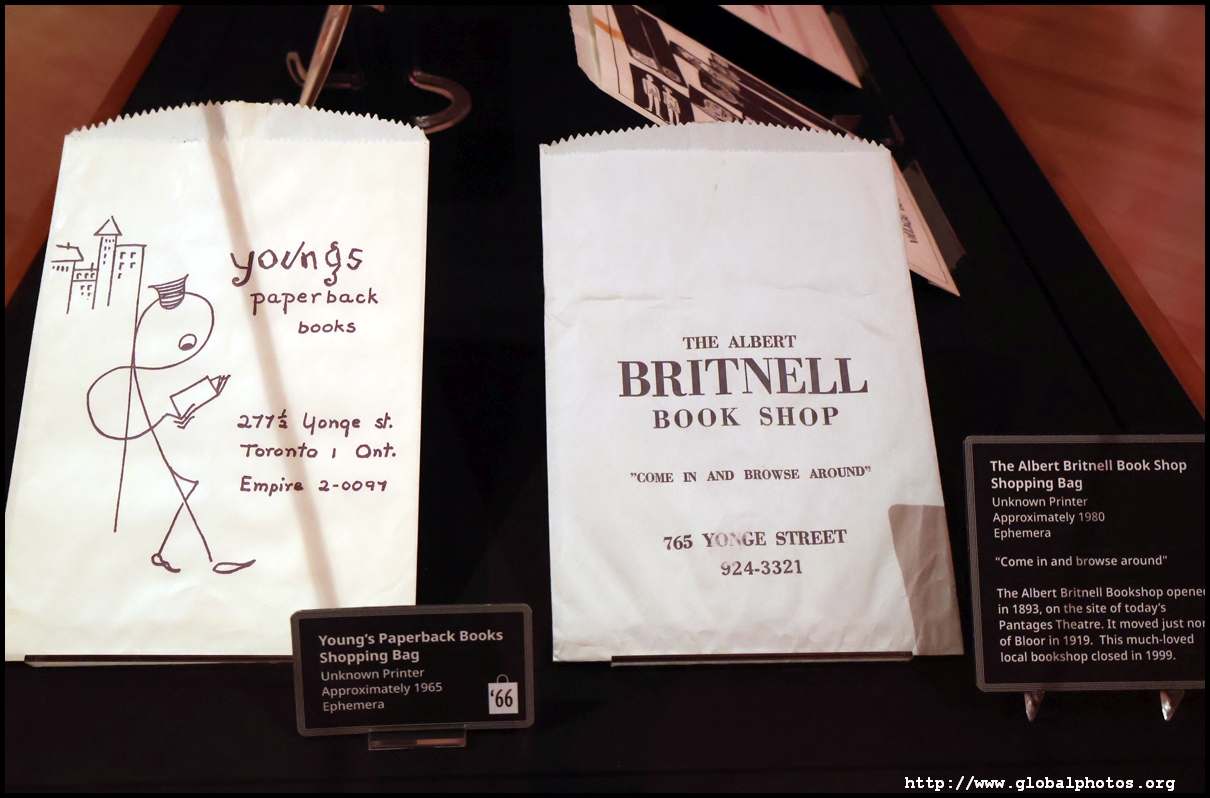 youngs
paperback
books
277½ Yonge st.
Toronto 1 Ont.
Empire 2-0097
Young's Paperback Books
Shopping Bag
Unknown Printer
Approximately 1965
Ephemera
'66
THE ALBERT
BRITNELL
BOOK SHOP
"COME IN AND BROWSE AROUND"
765 YONGE STREET
924-3321
The Albert Britnell Book Shop
Shopping Bag
Unknown Printer
Approximately 1980
Ephemera
"Come in and browse around"
The Albert Britnell Bookshop opene
in 1893, on the site of today's
Pantages Theatre. It moved just nor
of Bloor in 1919. This much-loved
local bookshop closed in 1999.
http://www.globalphotos.org